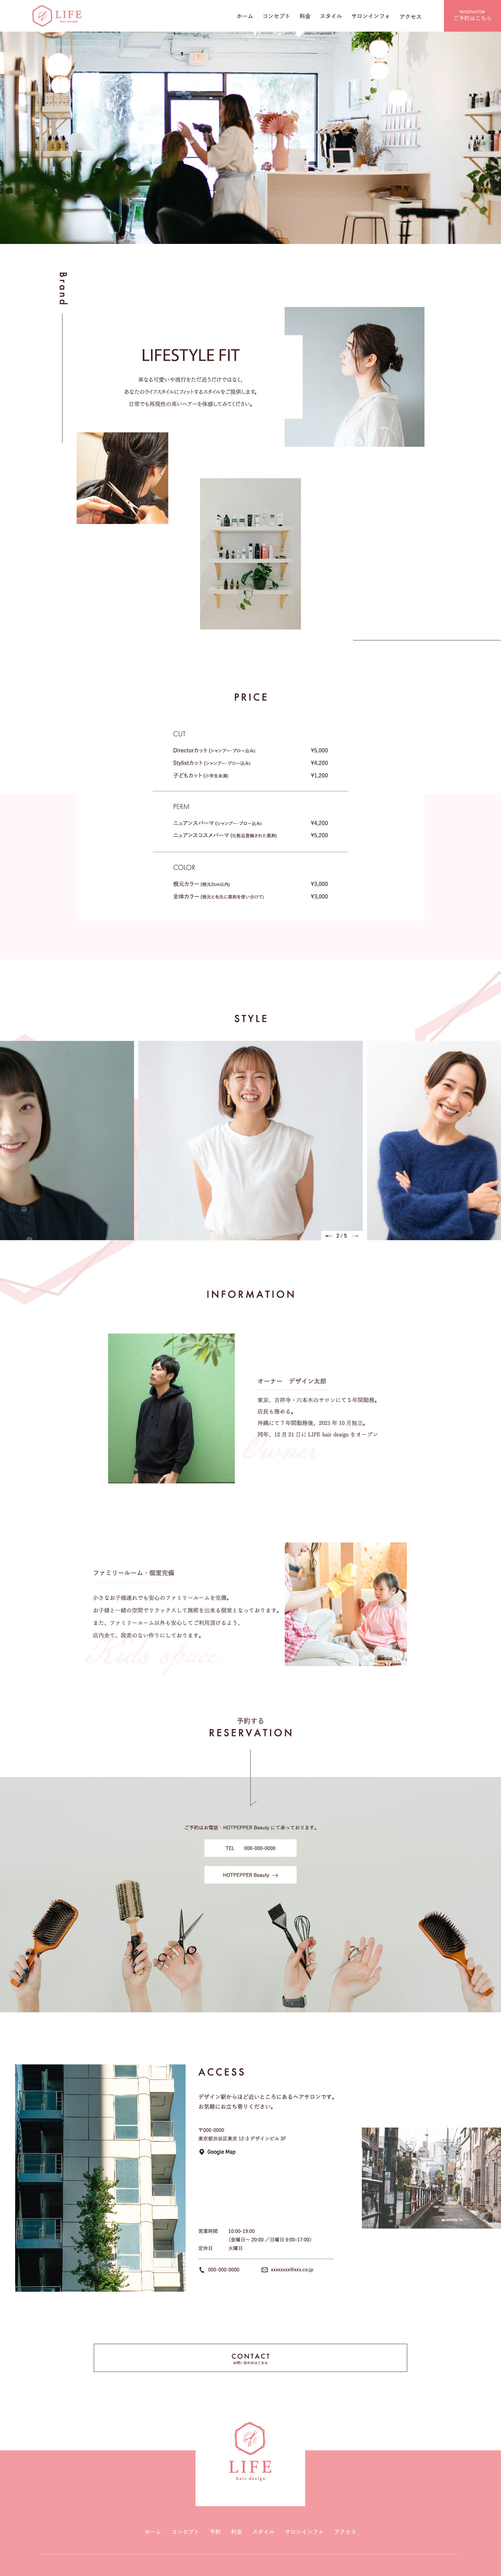 LIFE
hair design
ホーム コンセプト 料金 スタイル サロンインフォ アクセス
RESERVATION
ご予約はこちら
Brand
LIFESTYLE FIT
単なる可愛いや流行をただ追うだけではなく、
あなたのライフスタイルにフィットするスタイルをご提供します。
日常でも再現性の高いヘアーを体感してみてください。
PRICE
CUT
Directorカット (シャンプー・ブロー込み) ¥5,000
Stylistカット (シャンプー・ブロー込み) ¥4,200
子どもカット (小学生未満) ¥1,200
PERM
ニュアンスパーマ (シャンプー・ブロー込み) ¥4,200
ニュアンスコスメパーマ (化粧品登録された薬剤) ¥5,200
COLOR
根元カラー (根元3cm以内) ¥3,000
全体カラー (根元と毛先に薬剤を使い分けて) ¥3,000
STYLE
2 / 5
INFORMATION
オーナー デザイン太郎
東京、吉祥寺・六本木のサロンにて 5 年間勤務。
店長も務める。
沖縄にて 7 年間勤務後、2021 年 10 月独立。
同年、12 月 21 日に LIFE hair design をオープン
Owner
ファミリールーム・個室完備
小さなお子様連れでも安心のファミリールームを完備。
お子様と一緒の空間でリラックスして施術を出来る個室となっております。
また、ファミリールーム以外も安心してご利用頂けるよう、
店内全て、段差のない作りにしております。
Kids space
予約する
RESERVATION
ご予約はお電話・HOTPEPPER Beauty にて承っております。
TEL 000-000-0000
HOTPEPPER Beauty
ACCESS
デザイン駅からほど近いところにあるヘアサロンです。
お気軽にお立ち寄りください。
〒000-0000
東京都渋谷区東京 12-3 デザインビル 3F
Google Map
営業時間 10:00-19:00
（金曜日〜 20:00 ／日曜日 9:00-17:00）
定休日 火曜日
000-000-0000 xxxxxxx@xxx.co.jp
CONTACT
お問い合わせはこちら
LIFE
hair design
ホーム コンセプト 予約 料金 スタイル サロンインフォ アクセス